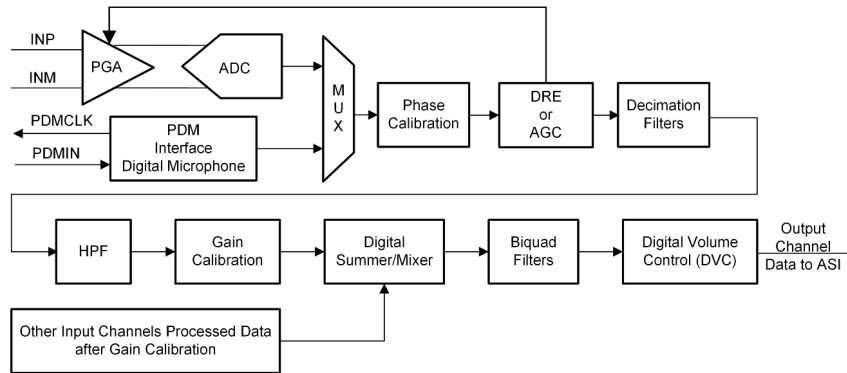 INP
INM
PGA
ADC
PDMCLK
PDMIN
PDM
Interface
Digital Microphone
M
U
X
Phase
Calibration
DRE
or
AGC
Decimation
Filters
HPF
Gain
Calibration
Digital
Summer/Mixer
Biquad
Filters
Digital Volume
Control (DVC)
Output
Channel
Data to ASI
Other Input Channels Processed Data
after Gain Calibration